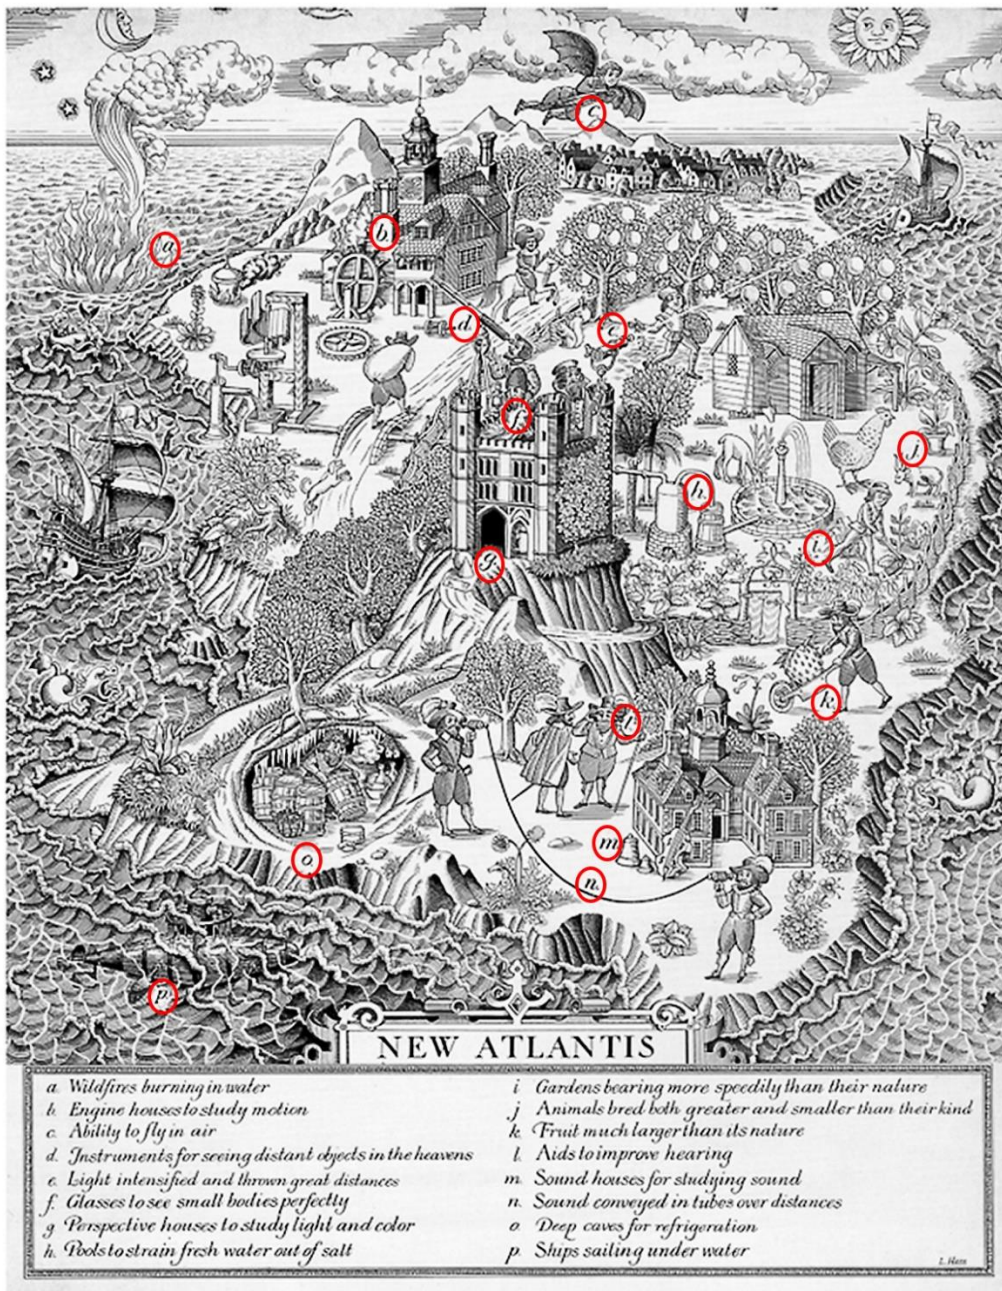 c.
a.
b.
d.
e.
f.
j.
h.
i.
g.
k.
l.
m.
n.
o.
p.
NEW ATLANTIS
a. Wildfires burning in water
b. Engine houses to study motion
c. Ability to fly in air
d. Instruments for seeing distant objects in the heavens
e. Light intensified and thrown great distances
f. Glasses to see small bodies perfectly
g Perspective houses to study light and color
h. Pools to strain fresh water out of salt
i Gardens bearing more speedily than their nature
j. Animals bred both greater and smaller than their kind
k. Fruit much larger than its nature
l. Aids to improve hearing
m. Sound houses for studying sound
n. Sound conveyed in tubes over distances
o. Deep caves for refrigeration
p. Ships sailing under water